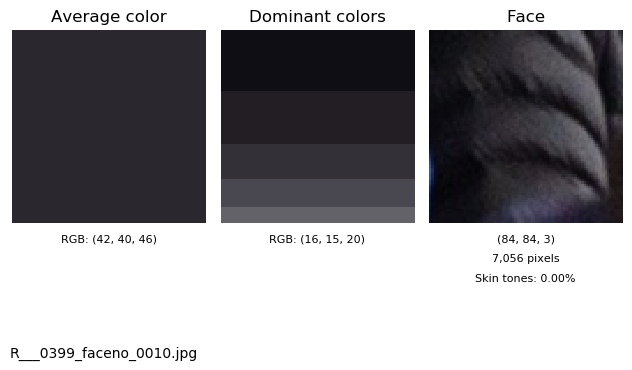 Average color
Dominant colors
Face
RGB: (42, 40, 46)
RGB: (16, 15, 20)
(84, 84, 3)
7,056 pixels
Skin tones: 0.00%
R___0399_faceno_0010.jpg